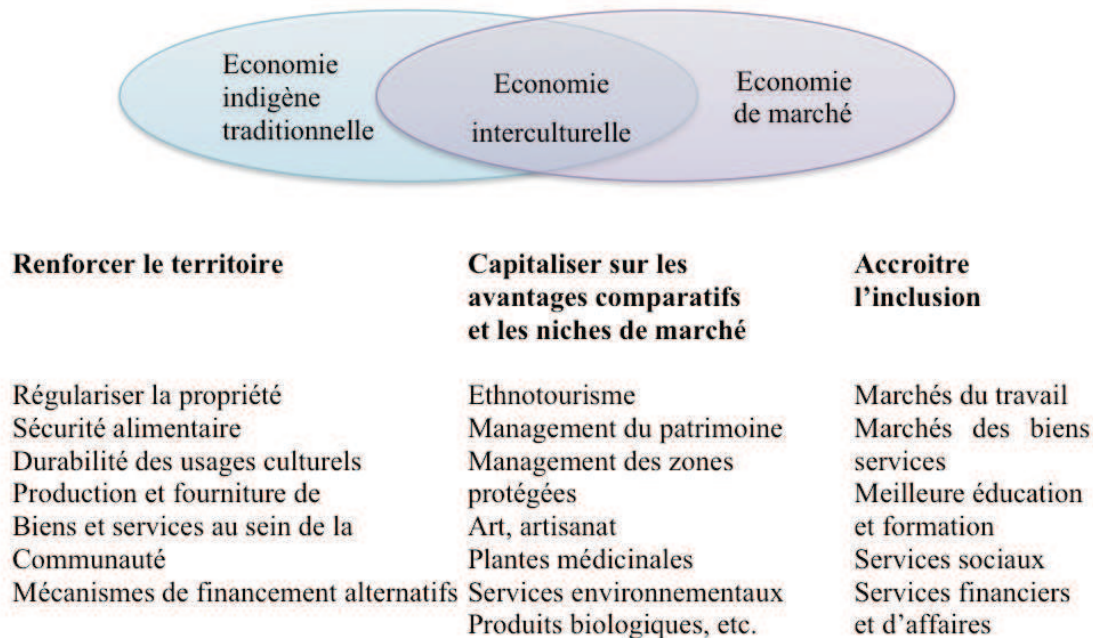 Economie
indigène
traditionnelle
Economie
interculturelle
Economie
de marché
Renforcer le territoire
Régulariser la propriété
Sécurité alimentaire
Durabilité des usages culturels
Production et fourniture de
Biens et services au sein de la
Communauté
Mécanismes de financement alternatifs
Capitaliser sur les
avantages comparatifs
et les niches de marché
Ethnotourisme
Management du patrimoine
Management des zones
protégées
Art, artisanat
Plantes médicinales
Services environnementaux
Produits biologiques, etc.
Accroitre
l’inclusion
Marchés du travail
Marchés des biens
services
Meilleure éducation
et formation
Services sociaux
Services financiers
et d’affaires